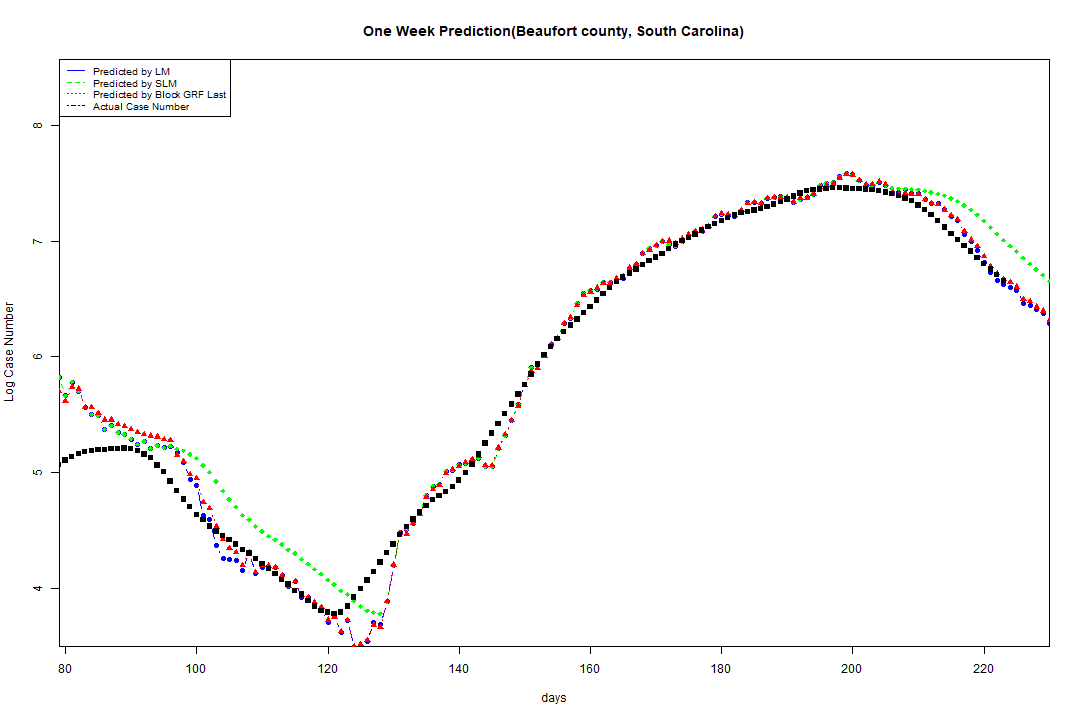 One Week Prediction(Beaufort county, South Carolina)
Predicted by LM
Predicted by SLM
Predicted by Block GRF Last
Actual Case Number
8
7
6
5
4
Log Case Number
80 100 120 140 160 180 200 220
days